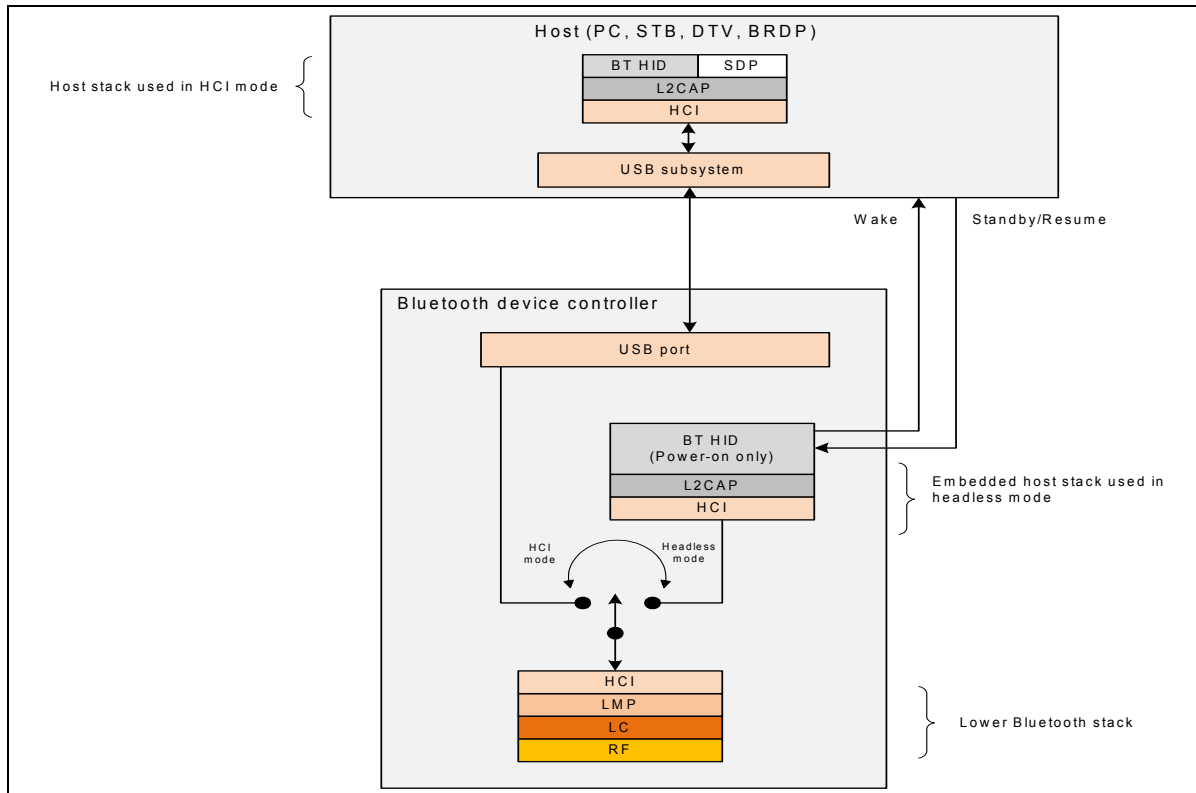 Host (PC, STB, DTV, BRDP)
Host stack used in HCI mode
BT HID
SDP
L2CAP
HCI
USB subsystem
Wake
Standby/Resume
Bluetooth device controller
USB port
BT HID
(Power-on only)
L2CAP
HCI
Embedded host stack used in
headless mode
HCI
mode
Headless
mode
HCI
LMP
LC
RF
Lower Bluetooth stack